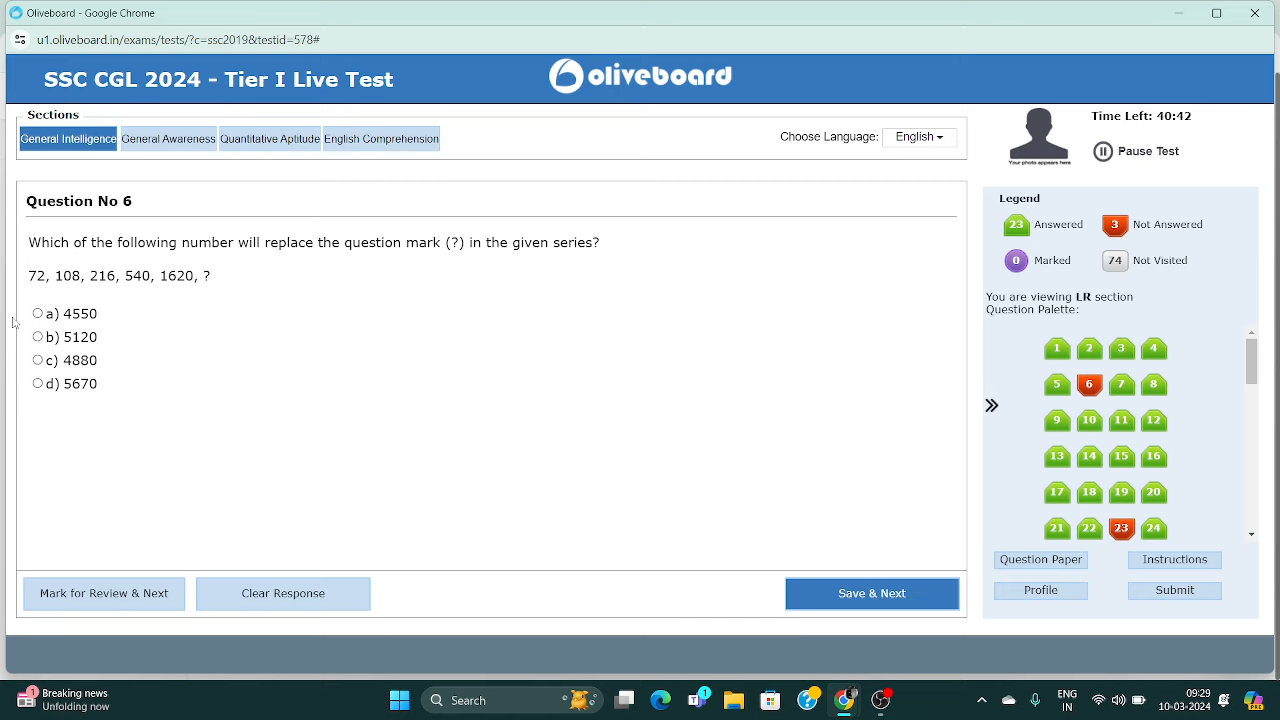 Oliveboard - Google Chrome
u1.oliveboard.in/exams/tests/?c=ssc2019&testid=578#
SSC CGL 2024 - Tier I Live Test
oliveboard
Sections
General Intelligence General Awareness Quantitative Aptitude English Comprehension
Choose Language: English
Your photo appears here
Time Left: 40:42
Pause Test
Question No 6
Which of the following number will replace the question mark (?) in the given series?
72, 108, 216, 540, 1620, ?
a) 4550
b) 5120
c) 4880
d) 5670
Mark for Review & Next
Clear Response
Save & Next
Legend
23 Answered 3 Not Answered
0 Marked 74 Not Visited
You are viewing LR section
Question Palette:
1 2 3 4
5 6 7 8
9 10 11 12
13 14 15 16
17 18 19 20
21 22 23 24
Question Paper Instructions
Profile Submit
1 Breaking news
Unfolding now
Search
1
ENG
IN
09:29
10-03-2024